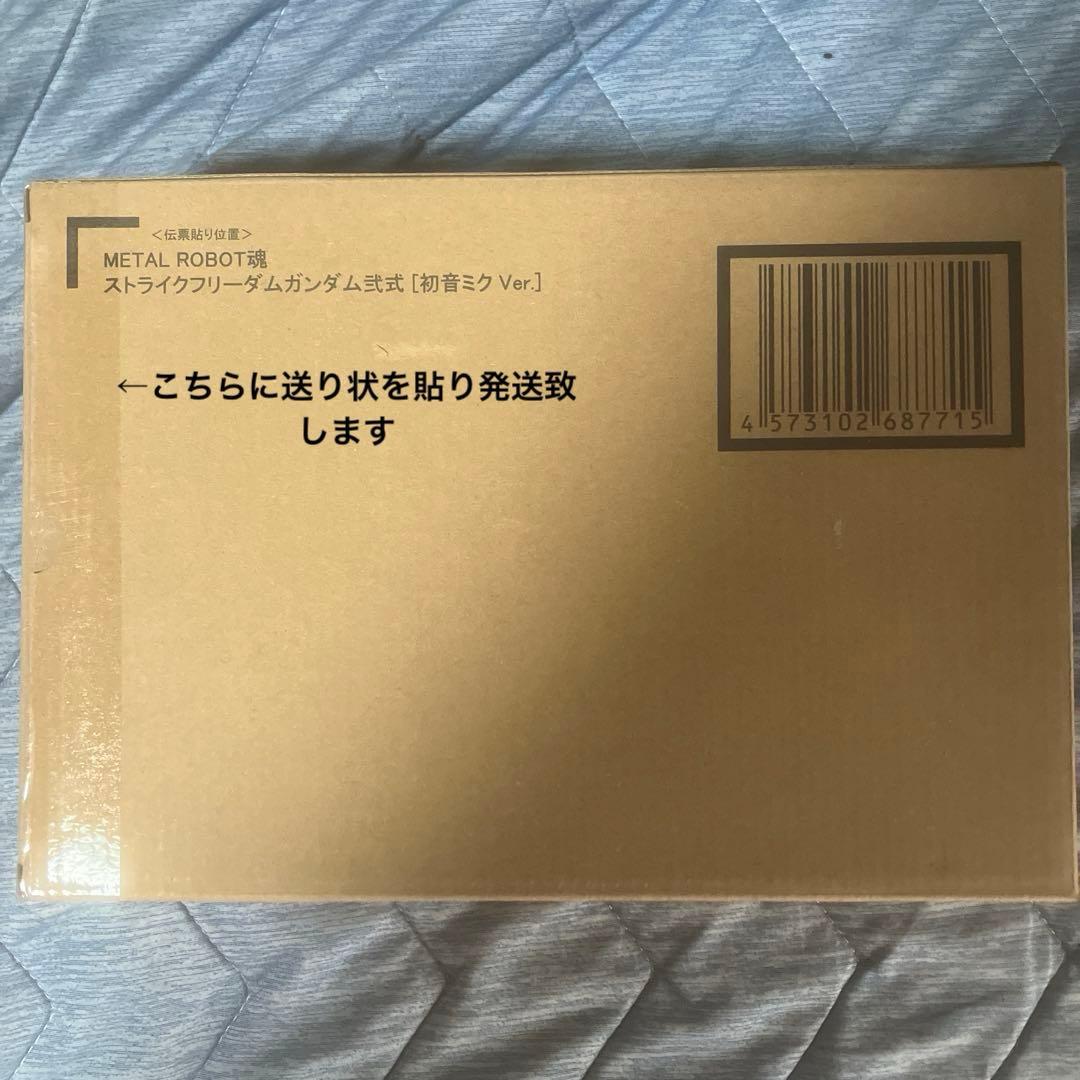 ＜伝票貼り位置＞
METAL ROBOT魂
ストライクフリーダムガンダム弐式 [初音ミク Ver.]
←こちらに送り状を貼り発送致
します
4 573102 687715